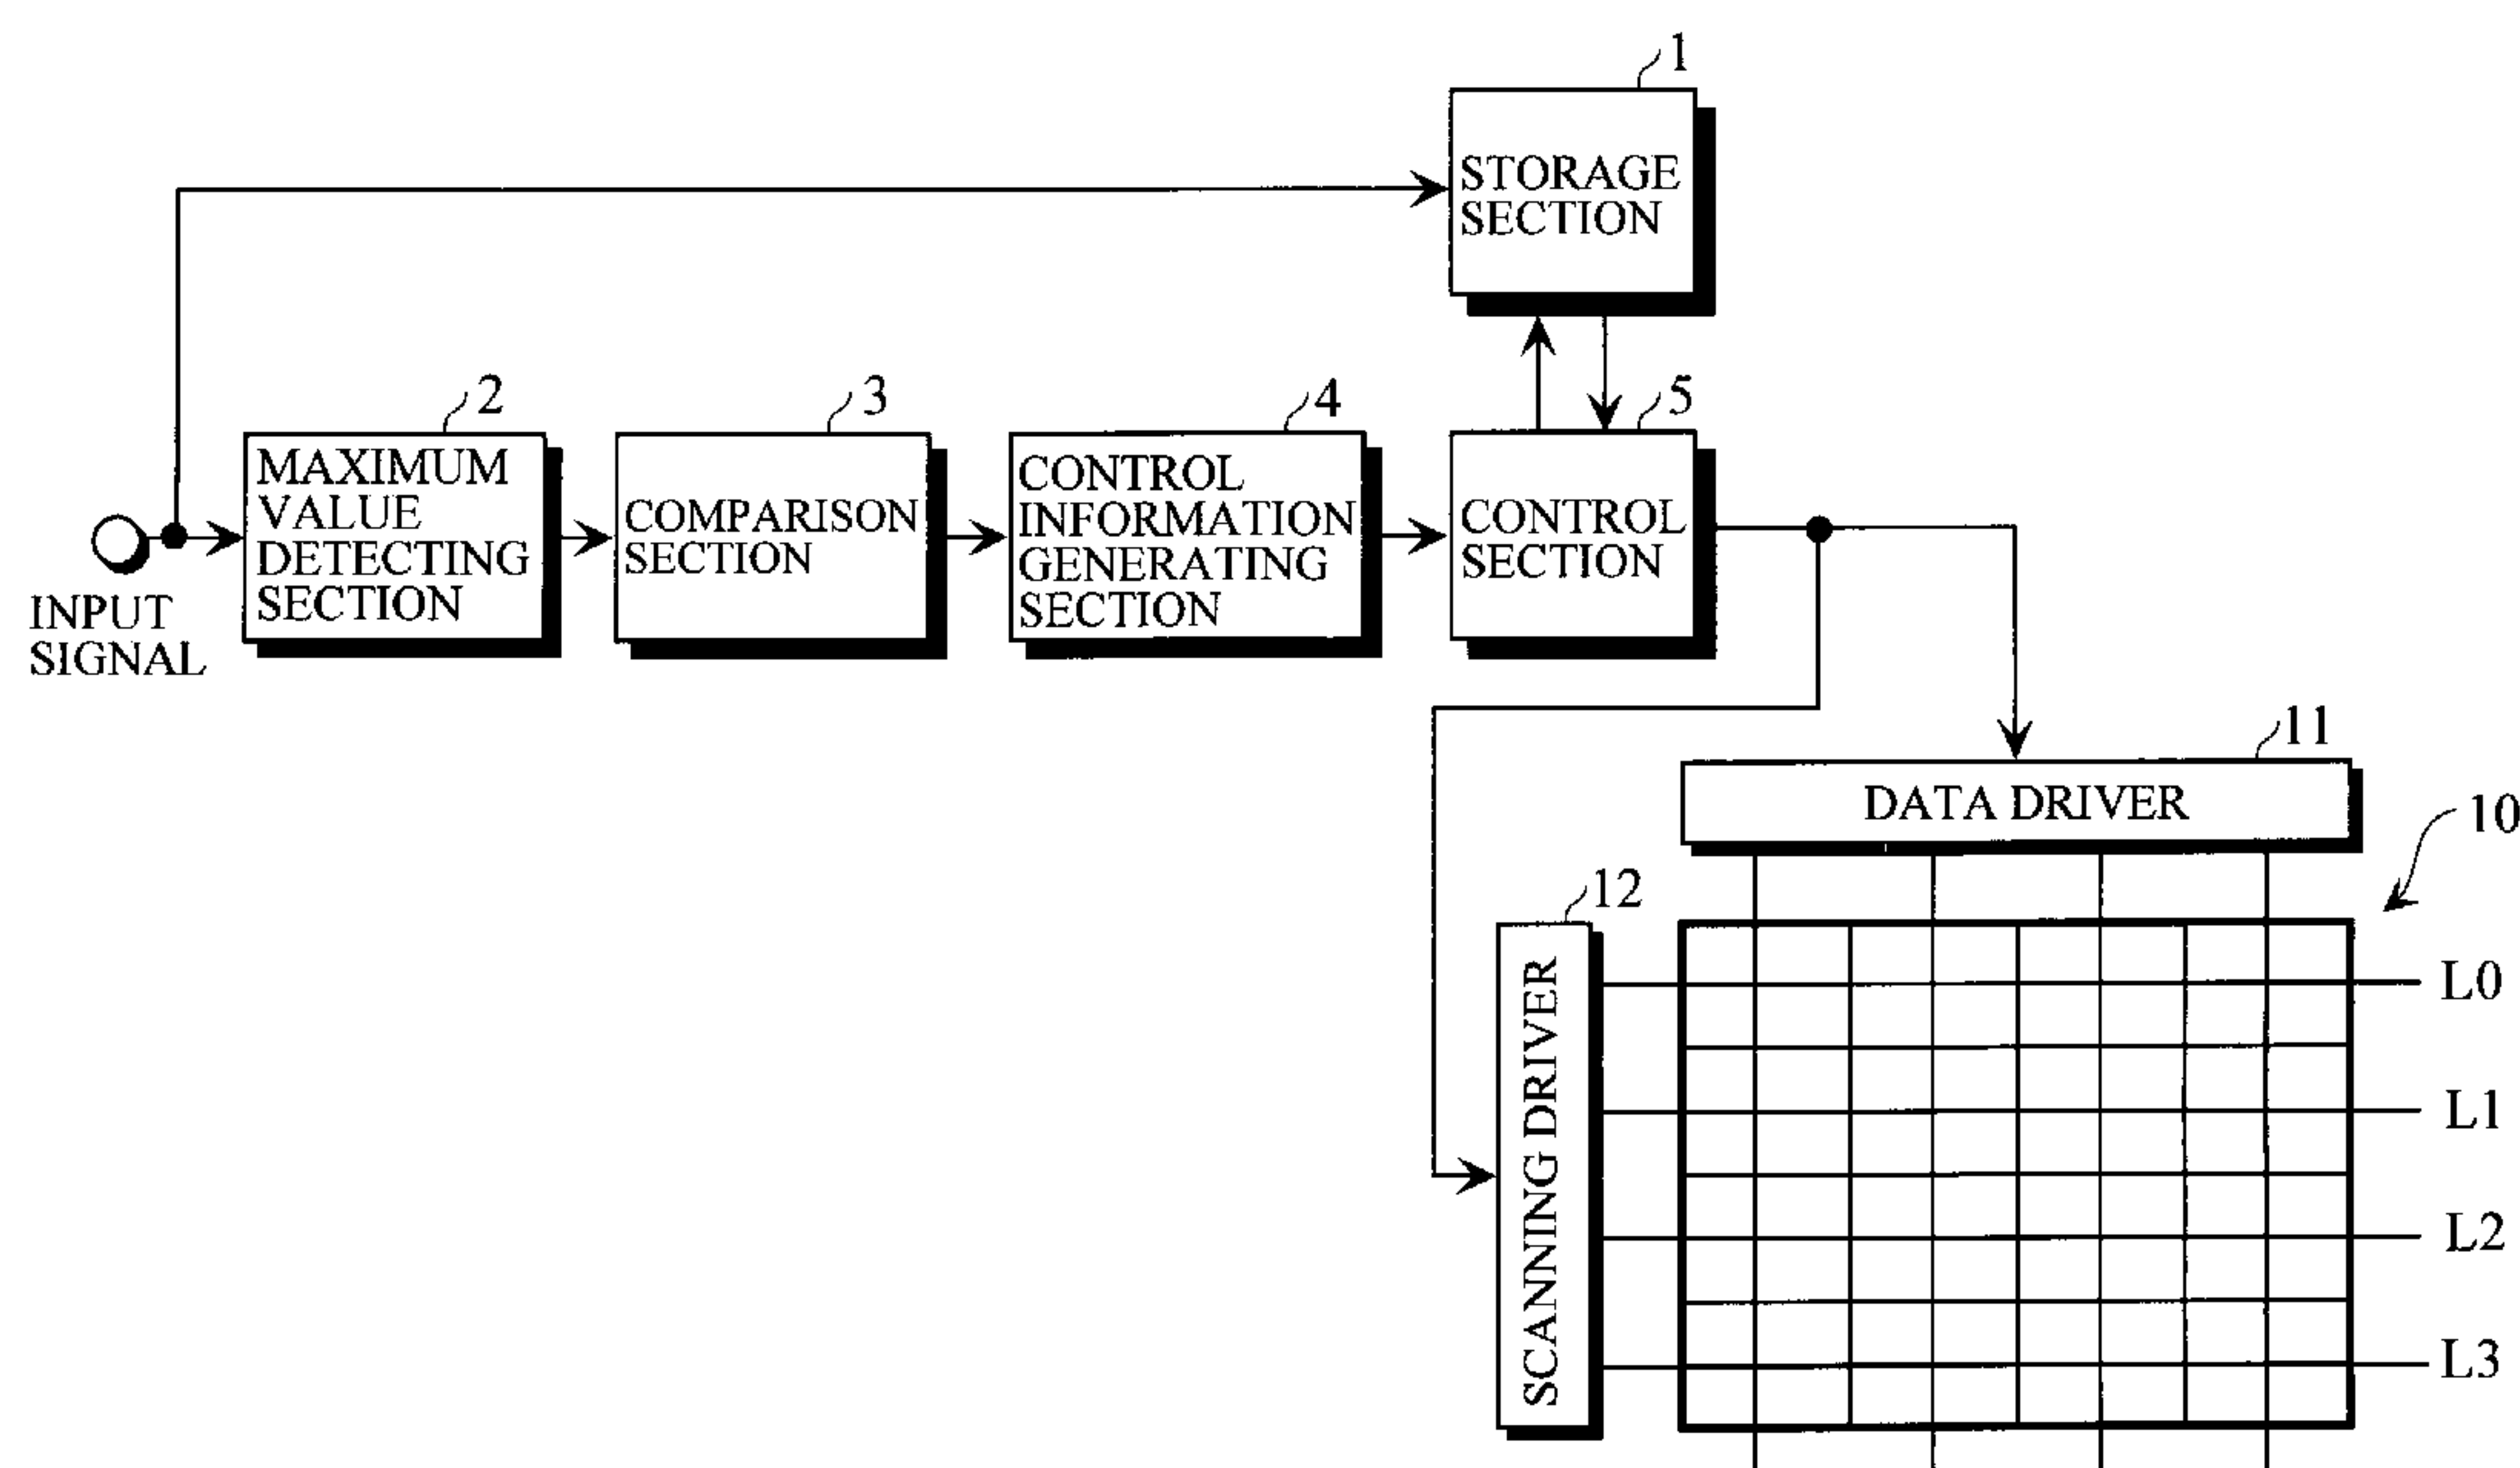 1
STORAGE
SECTION
2
3
4
5
MAXIMUM
VALUE
DETECTING
SECTION
COMPARISON
SECTION
CONTROL
INFORMATION
GENERATING
SECTION
CONTROL
SECTION
INPUT
SIGNAL
11
DATA DRIVER
10
12
SCANNING DRIVER
L0
L1
L2
L3